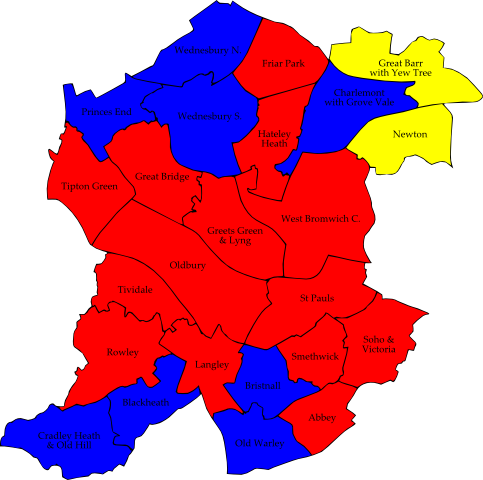 Wednesbury N.
Friar Park
Great Barr
with Yew Tree
Charlemont
with Grove Vale
Princes End
Wednesbury S.
Hateley
Heath
Newton
Tipton Green
Great Bridge
West Bromwich C.
Greets Green
& Lyng
Oldbury
Tividale
St Pauls
Rowley
Langley
Smethwick
Soho &
Victoria
Bristnall
Blackheath
Abbey
Cradley Heath
& Old Hill
Old Warley